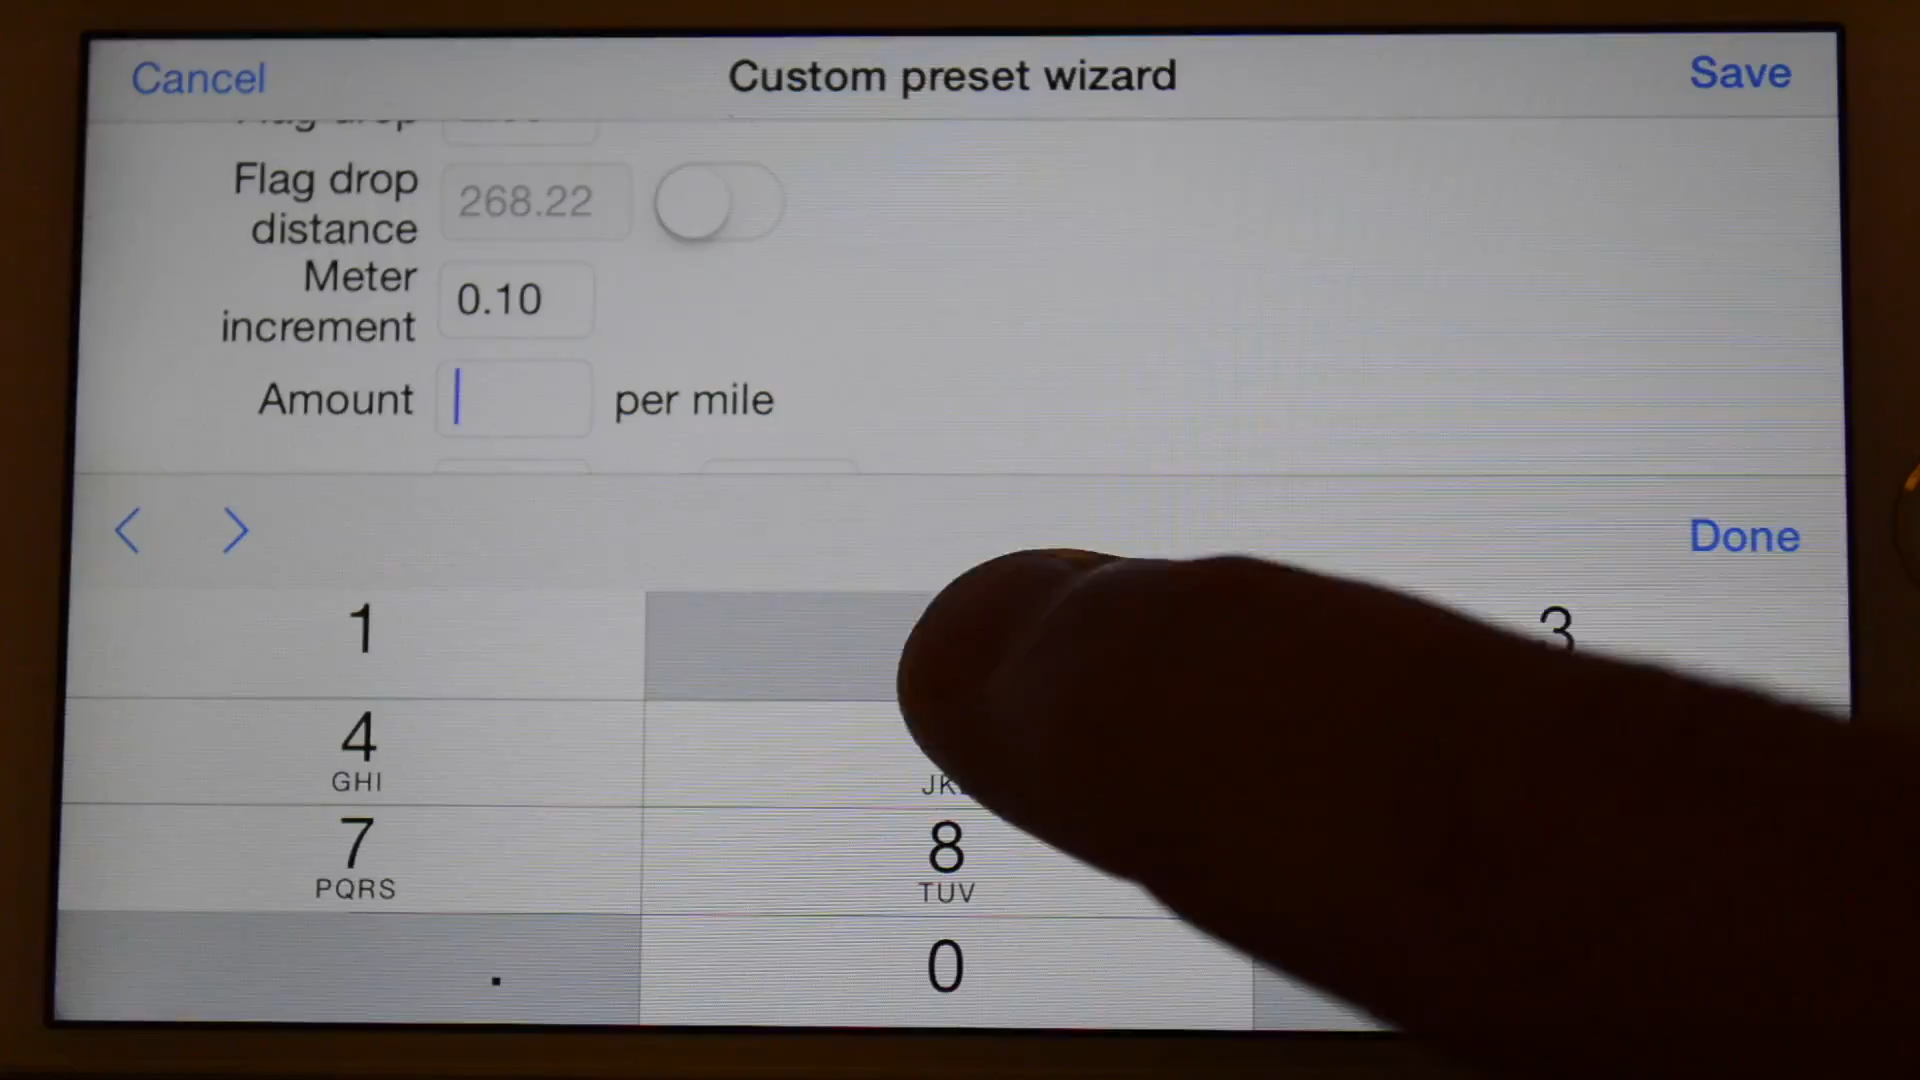 Cancel
Custom preset wizard
Save
Flag drop
distance
268.22
Meter
increment
0.10
Amount
per mile
Done
1
3
4
GHI
7
PQRS
8
TUV
.
0